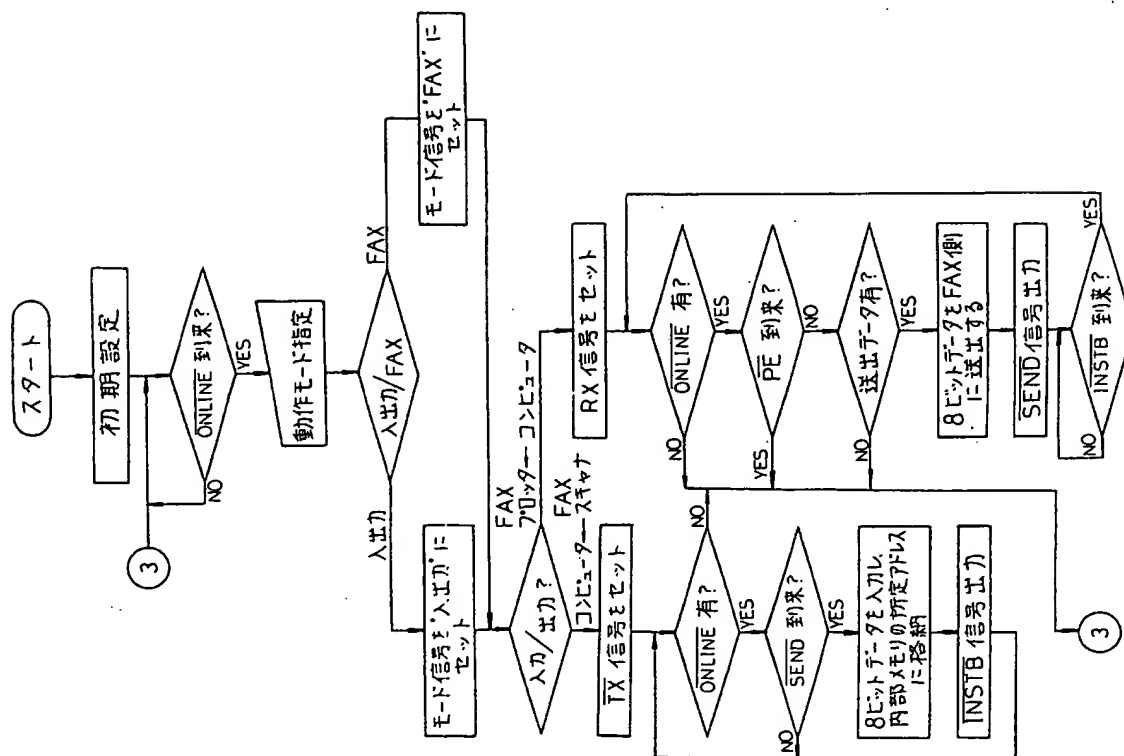 スタート
初期設定
O̅N̅L̅I̅N̅E̅ 到来?
NO
YES
3
動作モード指定
入出力/FAX
入出力
FAX
モード信号を'入出力'に
セット
モード信号を'FAX'に
セット
入力/出力?
FAX
プロッター←コンピュータ
FAX
コンピューター←スキャナ
T̅X̅ 信号をセット
O̅N̅L̅I̅N̅E̅ 有?
NO
YES
S̅E̅N̅D̅ 到来?
NO
YES
8ビットデータを入力し、
内部メモリの所定アドレス
に格納
I̅N̅S̅T̅B̅ 信号出力
RX 信号をセット
O̅N̅L̅I̅N̅E̅ 有?
NO
YES
P̅E̅ 到来?
YES
NO
送出データ有?
NO
YES
8ビットデータをFAX側
に送出する
S̅E̅N̅D̅ 信号出力
I̅N̅S̅T̅B̅ 到来?
NO
YES
3